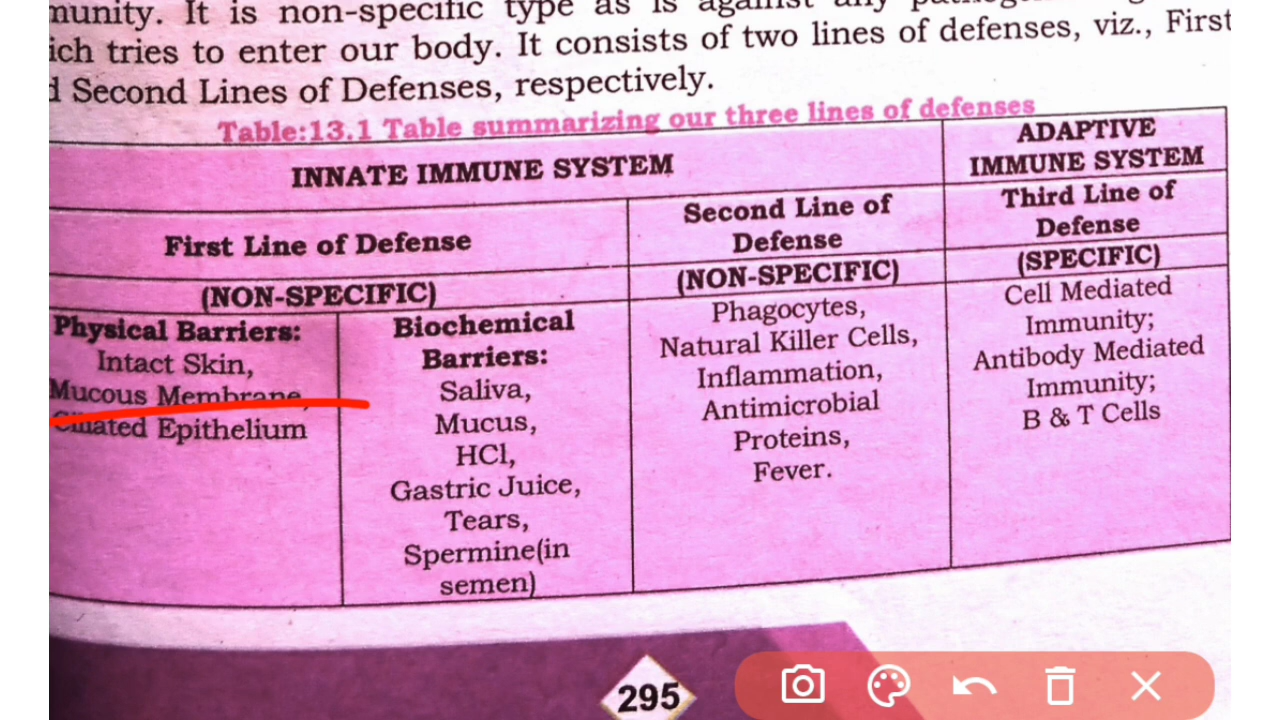 munity. It is non-specific type as is against any
ich tries to enter our body. It consists of two lines of defenses, viz., First
d Second Lines of Defenses, respectively.
Table:13.1 Table summarizing our three lines of defenses
INNATE IMMUNE SYSTEM
ADAPTIVE
IMMUNE SYSTEM
First Line of Defense
Second Line of
Defense
Third Line of
Defense
(NON-SPECIFIC)
(NON-SPECIFIC)
(SPECIFIC)
Physical Barriers:
Intact Skin,
Mucous Membrane,
Ciliated Epithelium
Biochemical
Barriers:
Saliva,
Mucus,
HCl,
Gastric Juice,
Tears,
Spermine(in
semen)
Phagocytes,
Natural Killer Cells,
Inflammation,
Antimicrobial
Proteins,
Fever.
Cell Mediated
Immunity;
Antibody Mediated
Immunity;
B & T Cells
295